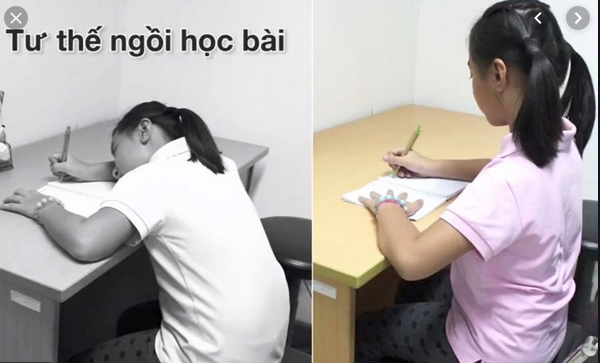 Tư thế ngồi học bài